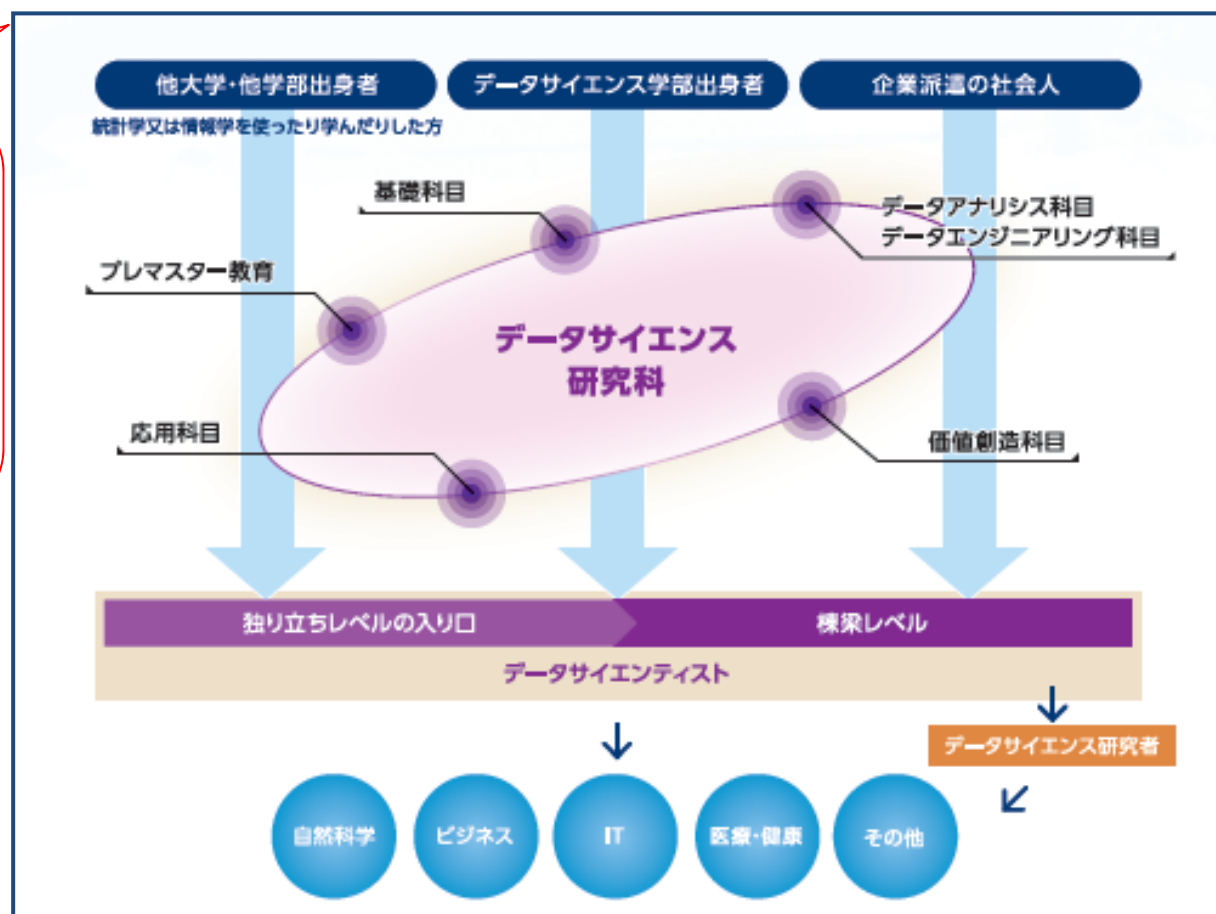 他大学・他学部出身者
データサイエンス学部出身者
企業派遣の社会人
統計学又は情報学を使ったり学んだりした方
基礎科目
データアナリシス科目
データエンジニアリング科目
プレマスター教育
データサイエンス
研究科
応用科目
価値創造科目
独り立ちレベルの入り口
棟梁レベル
データサイエンティスト
データサイエンス研究者
自然科学
ビジネス
IT
医療・健康
その他